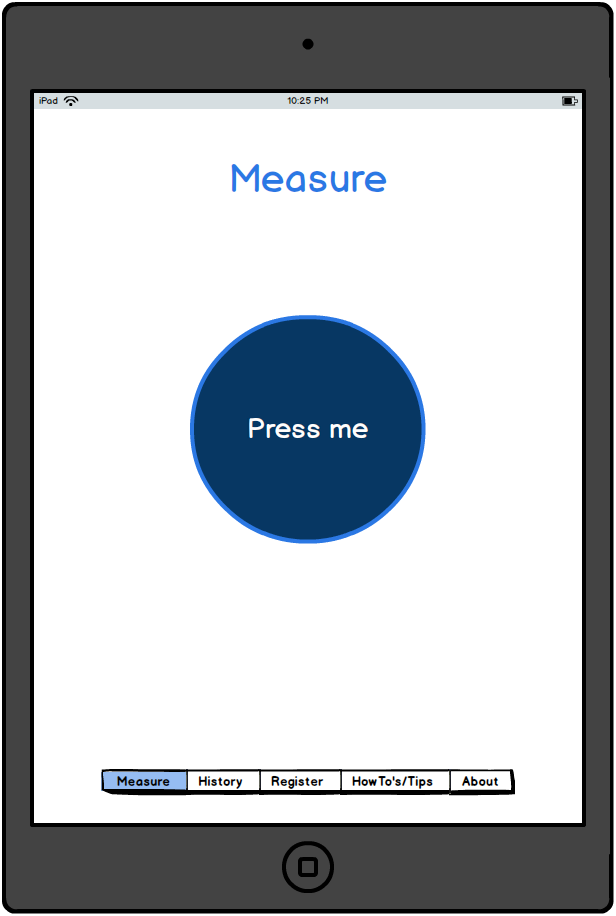 iPad 10:25 PM
Measure
Press me
Measure History Register HowTo's/Tips About